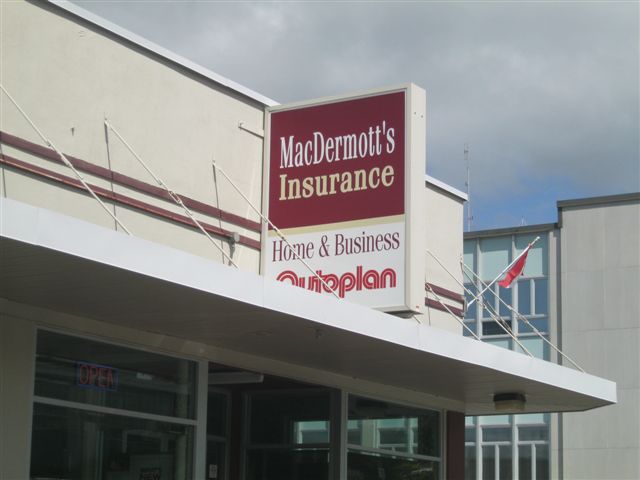 MacDermott's
Insurance
Home & Business
Autoplan
OPEN